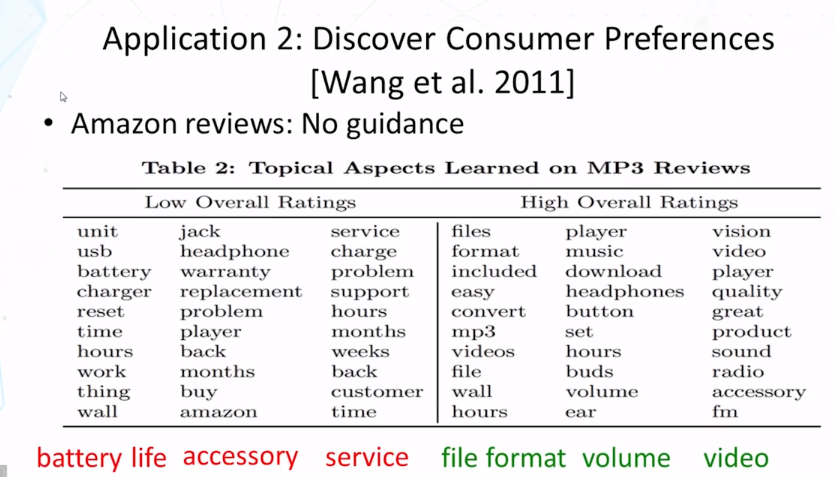 Application 2: Discover Consumer Preferences
[Wang et al. 2011]
• Amazon reviews: No guidance
Table 2: Topical Aspects Learned on MP3 Reviews
Low Overall Ratings High Overall Ratings
unit jack service files player vision
usb headphone charge format music video
battery warranty problem included download player
charger replacement support easy headphones quality
reset problem hours convert button great
time player months mp3 set product
hours back weeks videos hours sound
work months back file buds radio
thing buy customer wall volume accessory
wall amazon time hours ear fm
battery life accessory service file format volume video